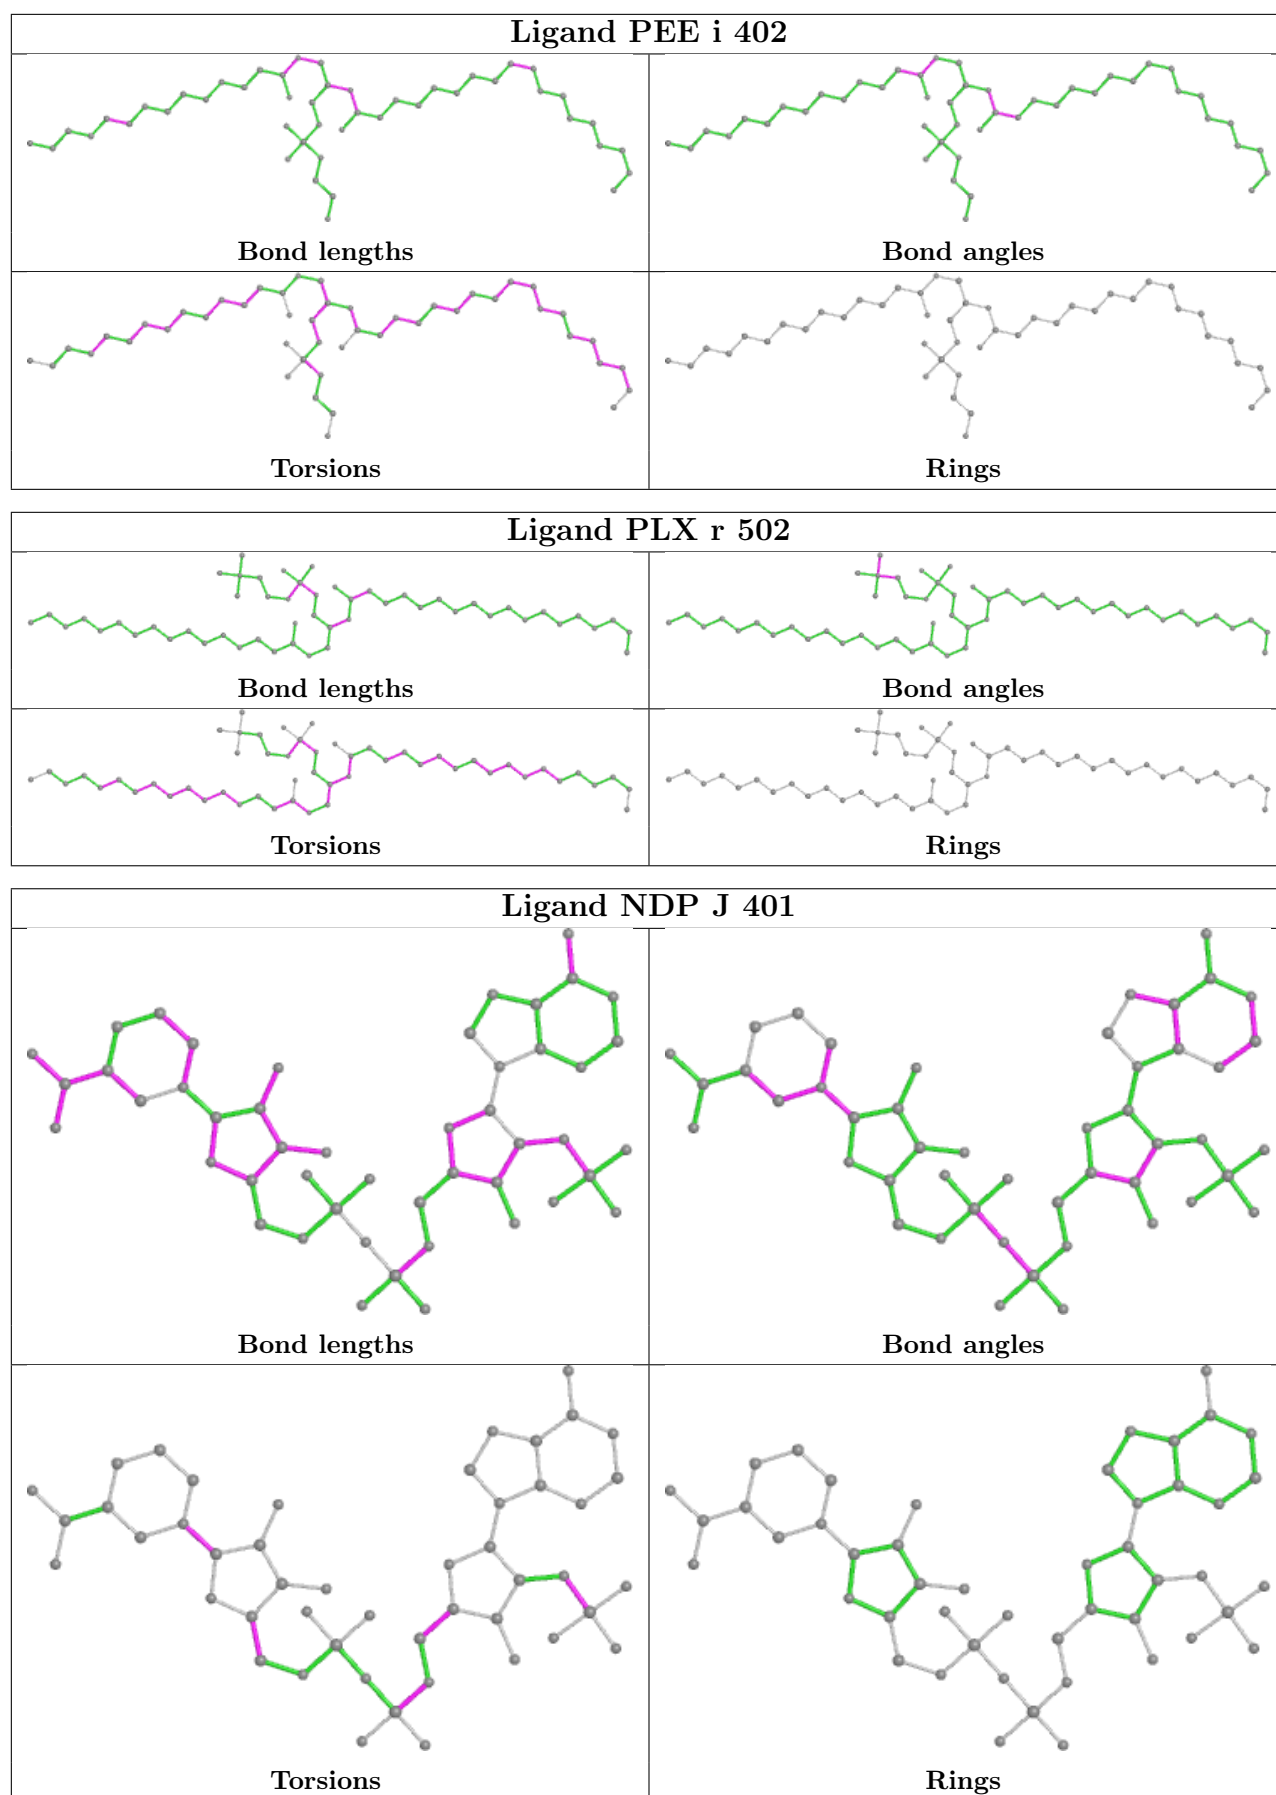 Ligand PEE i 402
Bond lengths
Bond angles
Torsions
Rings
Ligand PLX r 502
Bond lengths
Bond angles
Torsions
Rings
Ligand NDP J 401
Bond lengths
Bond angles
Torsions
Rings